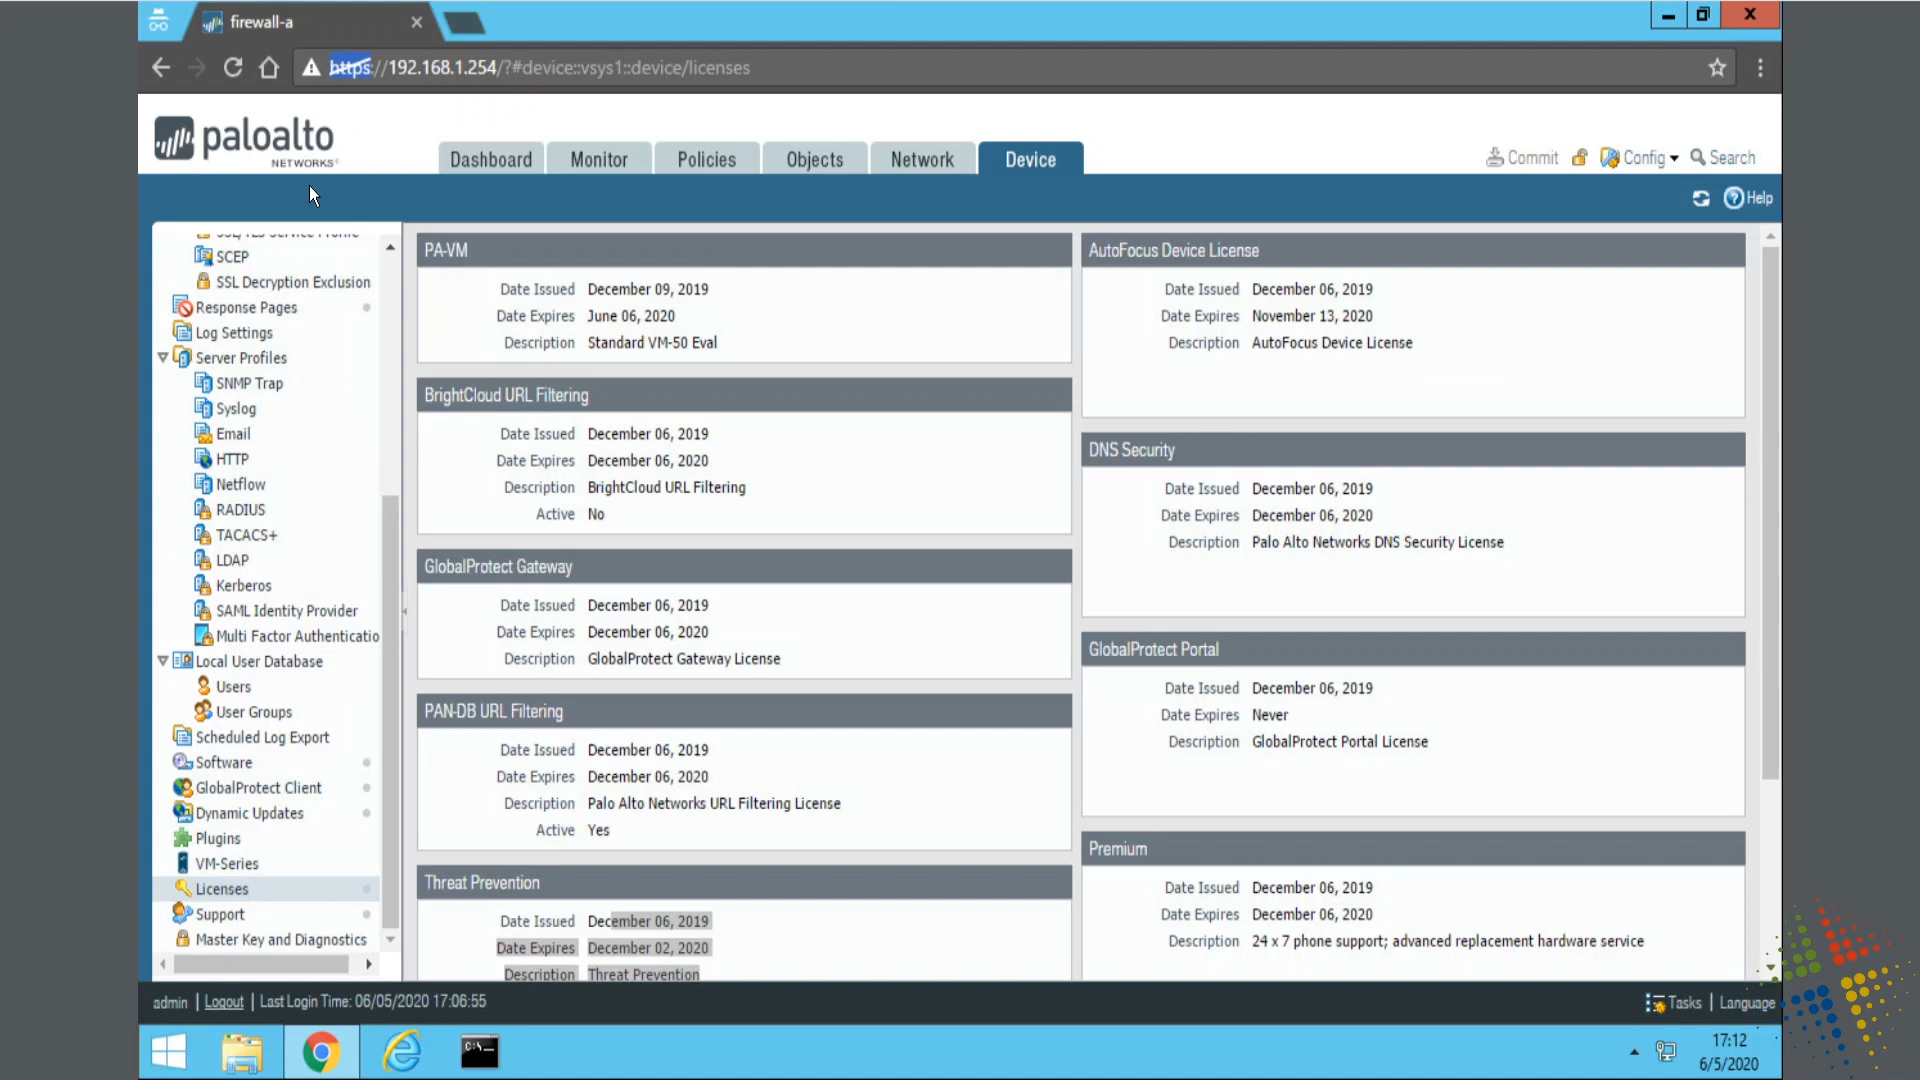 firewall-a
https://192.168.1.254/?#device::vsys1::device/licenses
paloalto
NETWORKS
Dashboard
Monitor
Policies
Objects
Network
Device
Commit
Config
Search
Help
SSL/TLS Service Profile
SCEP
SSL Decryption Exclusion
Response Pages
Log Settings
Server Profiles
SNMP Trap
Syslog
Email
HTTP
Netflow
RADIUS
TACACS+
LDAP
Kerberos
SAML Identity Provider
Multi Factor Authenticatio
Local User Database
Users
User Groups
Scheduled Log Export
Software
GlobalProtect Client
Dynamic Updates
Plugins
VM-Series
Licenses
Support
Master Key and Diagnostics
PA-VM
Date Issued December 09, 2019
Date Expires June 06, 2020
Description Standard VM-50 Eval
BrightCloud URL Filtering
Date Issued December 06, 2019
Date Expires December 06, 2020
Description BrightCloud URL Filtering
Active No
GlobalProtect Gateway
Date Issued December 06, 2019
Date Expires December 06, 2020
Description GlobalProtect Gateway License
PAN-DB URL Filtering
Date Issued December 06, 2019
Date Expires December 06, 2020
Description Palo Alto Networks URL Filtering License
Active Yes
Threat Prevention
Date Issued December 06, 2019
Date Expires December 02, 2020
Description Threat Prevention
AutoFocus Device License
Date Issued December 06, 2019
Date Expires November 13, 2020
Description AutoFocus Device License
DNS Security
Date Issued December 06, 2019
Date Expires December 06, 2020
Description Palo Alto Networks DNS Security License
GlobalProtect Portal
Date Issued December 06, 2019
Date Expires Never
Description GlobalProtect Portal License
Premium
Date Issued December 06, 2019
Date Expires December 06, 2020
Description 24 x 7 phone support; advanced replacement hardware service
admin | Logout | Last Login Time: 06/05/2020 17:06:55
Tasks | Language
C:\
17:12
6/5/2020